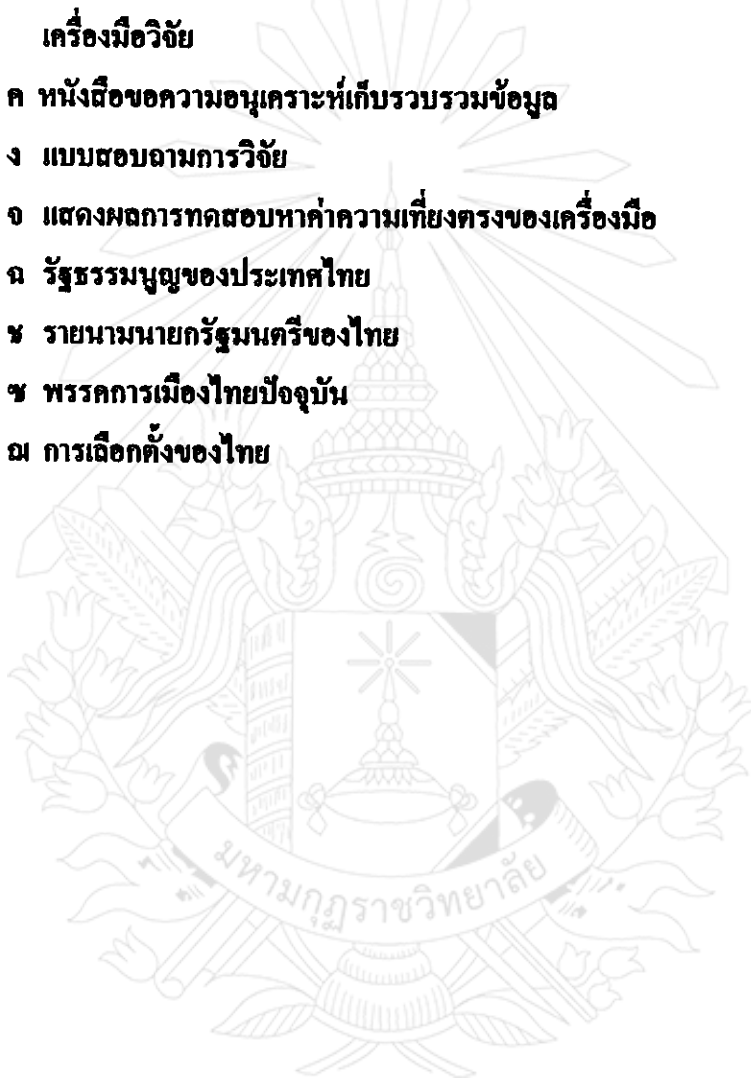 เครื่องมือวิจัย
ค หนังสือขอความอนุเคราะห์เก็บรวบรวมข้อมูล
ง แบบสอบถามการวิจัย
จ แสดงผลการทดสอบหาค่าความเที่ยงตรงของเครื่องมือ
ฉ รัฐธรรมนูญของประเทศไทย
ช รายนามนายกรัฐมนตรีของไทย
ซ พรรคการเมืองไทยปัจจุบัน
ฌ การเลือกตั้งของไทย
มหามกุฏราชวิทยาลัย